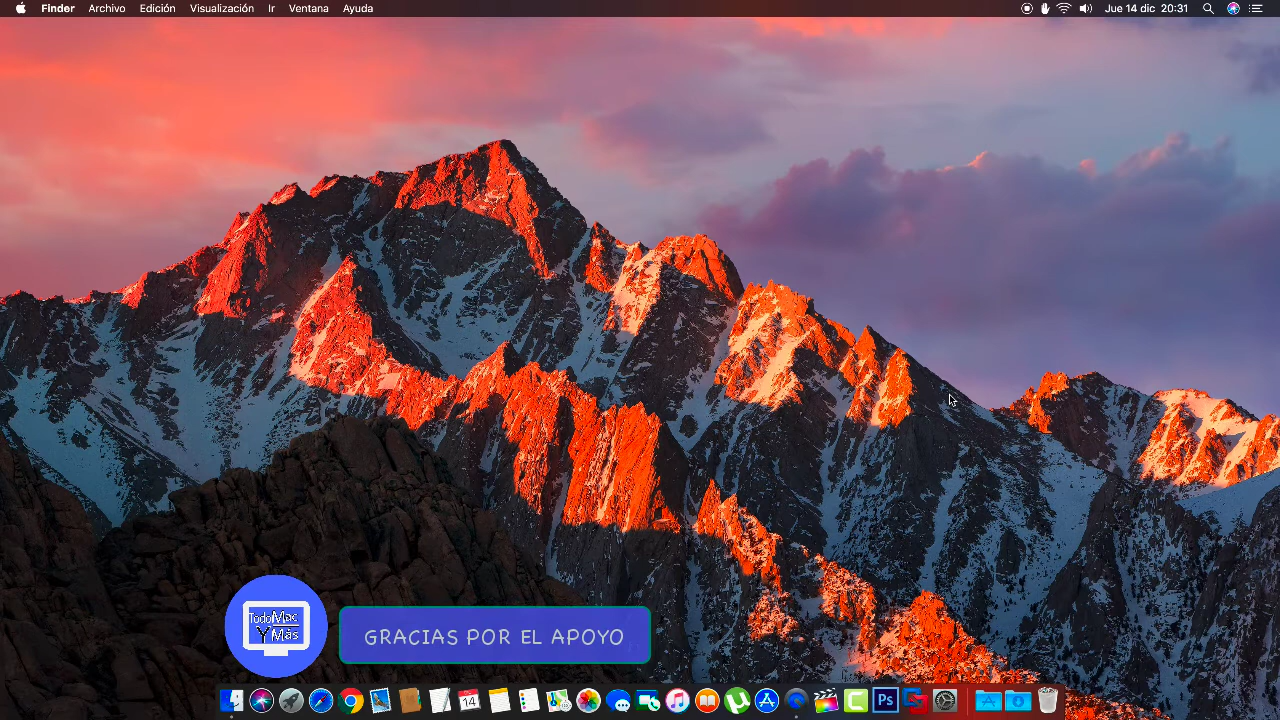 Finder Archivo Edición Visualización Ir Ventana Ayuda Jue 14 dic 20:31
TodoMac
Y Más
GRACIAS POR EL APOYO
14
Ps